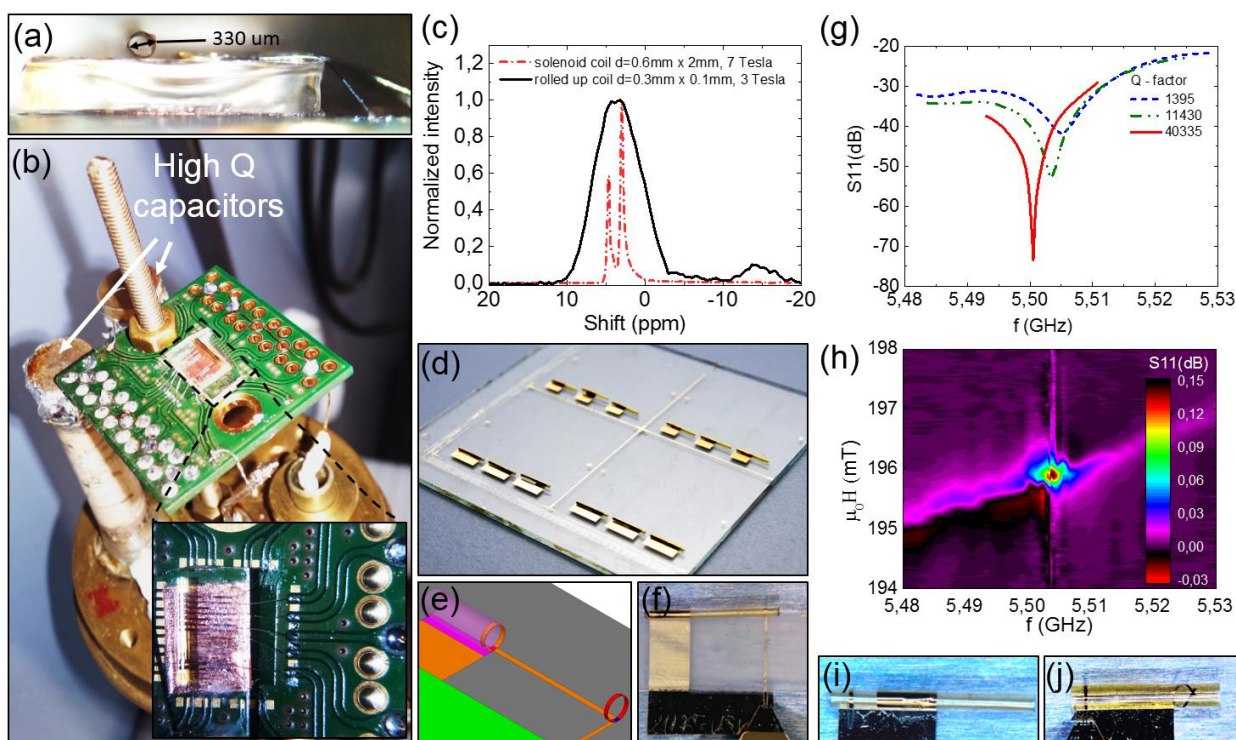 (a)
330 um
(b)
High Q
capacitors
(c)
Normalized intensity
1,2
1,0
0,8
0,6
0,4
0,2
0,0
solenoid coil d=0.6mm x 2mm, 7 Tesla
rolled up coil d=0.3mm x 0.1mm, 3 Tesla
20 10 0 -10 -20
Shift (ppm)
(d)
(e)
(f)
(g)
S11(dB)
-20
-30
-40
-50
-60
-70
-80
Q - factor
1395
11430
40335
5,48 5,49 5,50 5,51 5,52 5,53
f (GHz)
(h)
μ₀H (mT)
198
197
196
195
194
S11(dB)
0,15
0,12
0,09
0,06
0,03
0,00
-0,03
5,48 5,49 5,50 5,51 5,52 5,53
f (GHz)
(i)
(j)